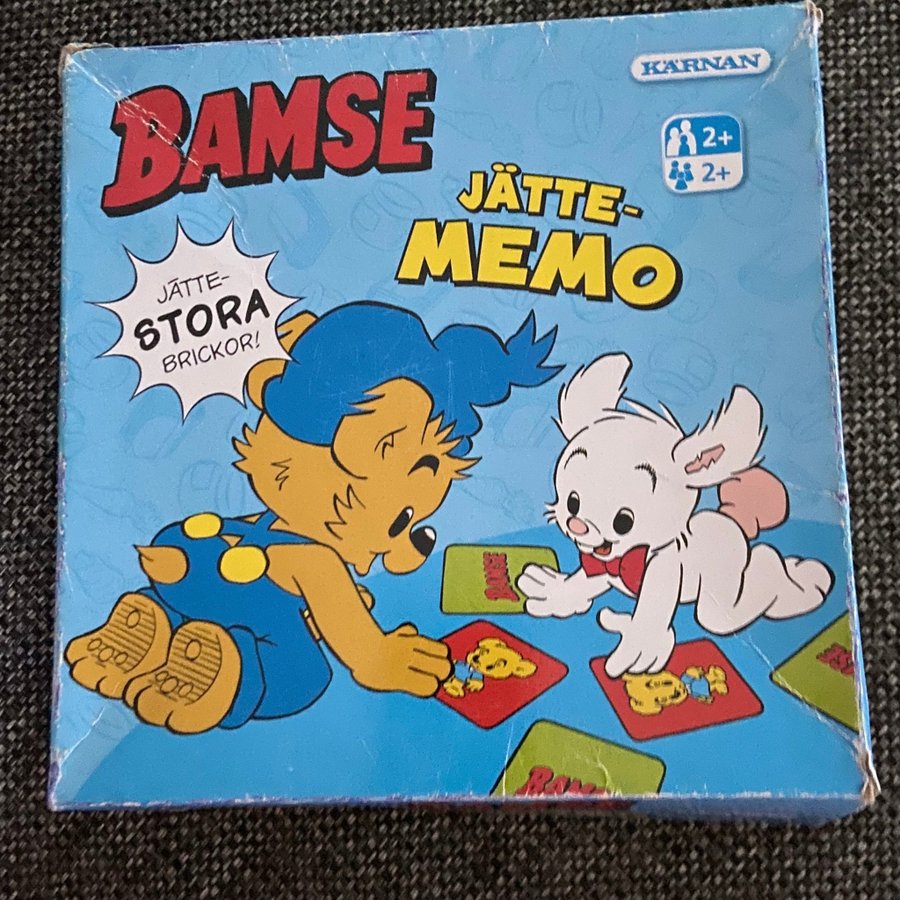 BAMSE
KÄRNAN
2+
2+
JÄTTE-
MEMO
JÄTTE-
STORA
BRICKOR!
BAMSE
BAMSE